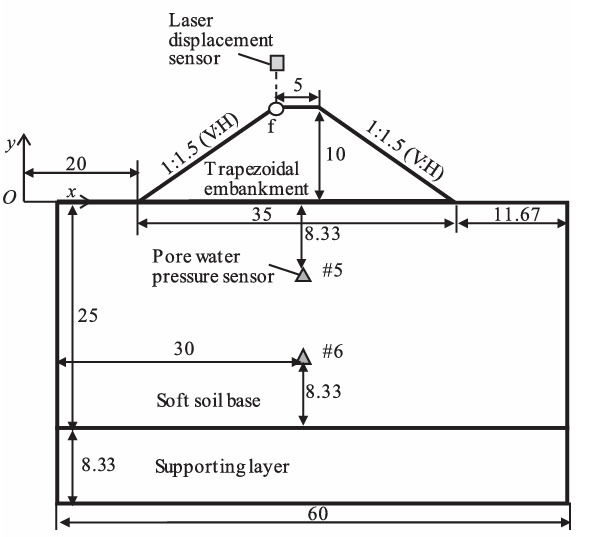 Laser
displacement
sensor
5
f
1:1.5 (V:H)
1:1.5 (V:H)
10
Trapezoidal
embankment
y
20
O
x
35
11.67
8.33
Pore water
pressure sensor
#5
25
30
#6
8.33
Soft soil base
8.33
Supporting layer
60